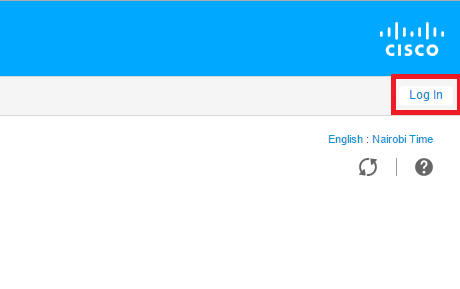 CISCO
Log In
English : Nairobi Time
?